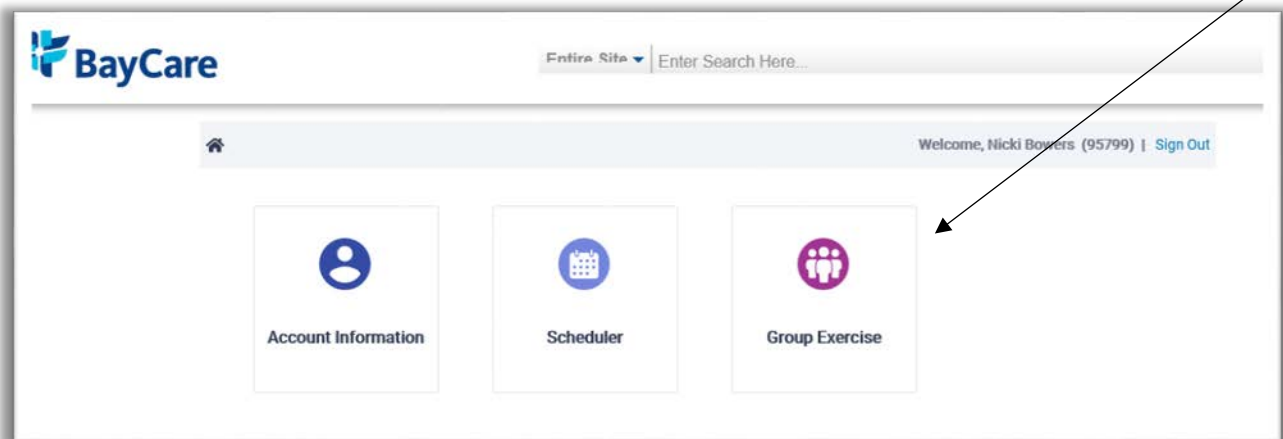 BayCare
Entire Site Enter Search Here...
Welcome, Nicki Bowers (95799) | Sign Out
Account Information Scheduler Group Exercise